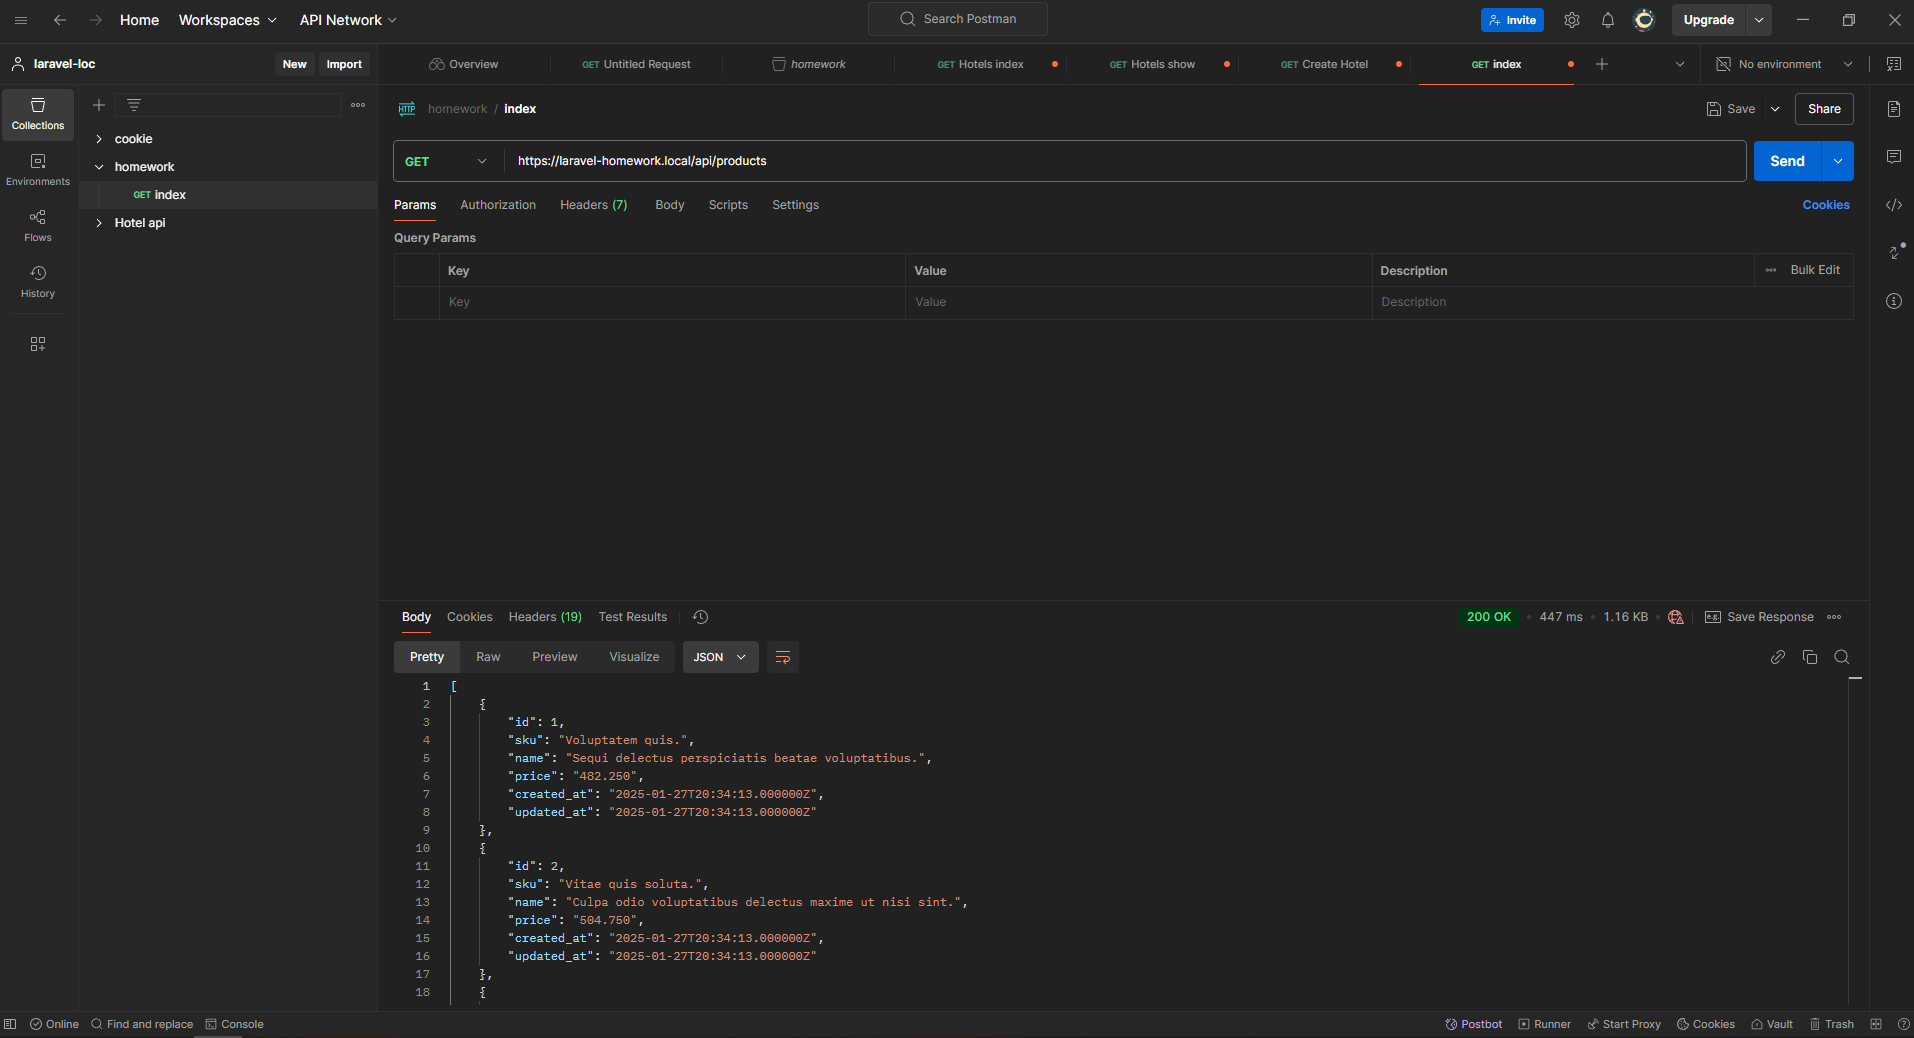 Home Workspaces API Network Search Postman Invite Upgrade
laravel-loc New Import Overview GET Untitled Request homework GET Hotels index GET Hotels show GET Create Hotel GET index No environment
Collections
Environments
Flows
History
cookie
homework
GET index
Hotel api
HTTP homework / index Save Share
GET https://laravel-homework.local/api/products Send
Params Authorization Headers (7) Body Scripts Settings Cookies
Query Params
Key Value Description Bulk Edit
Key Value Description
Body Cookies Headers (19) Test Results 200 OK • 447 ms • 1.16 KB • e.g. Save Response
Pretty Raw Preview Visualize JSON
1 [
2 {
3 "id": 1,
4 "sku": "Voluptatem quis.",
5 "name": "Sequi delectus perspiciatis beatae voluptatibus.",
6 "price": "482.250",
7 "created_at": "2025-01-27T20:34:13.000000Z",
8 "updated_at": "2025-01-27T20:34:13.000000Z"
9 },
10 {
11 "id": 2,
12 "sku": "Vitae quis soluta.",
13 "name": "Culpa odio voluptatibus delectus maxime ut nisi sint.",
14 "price": "504.750",
15 "created_at": "2025-01-27T20:34:13.000000Z",
16 "updated_at": "2025-01-27T20:34:13.000000Z"
17 },
18 {
Online Find and replace Console Postbot Runner Start Proxy Cookies Vault Trash